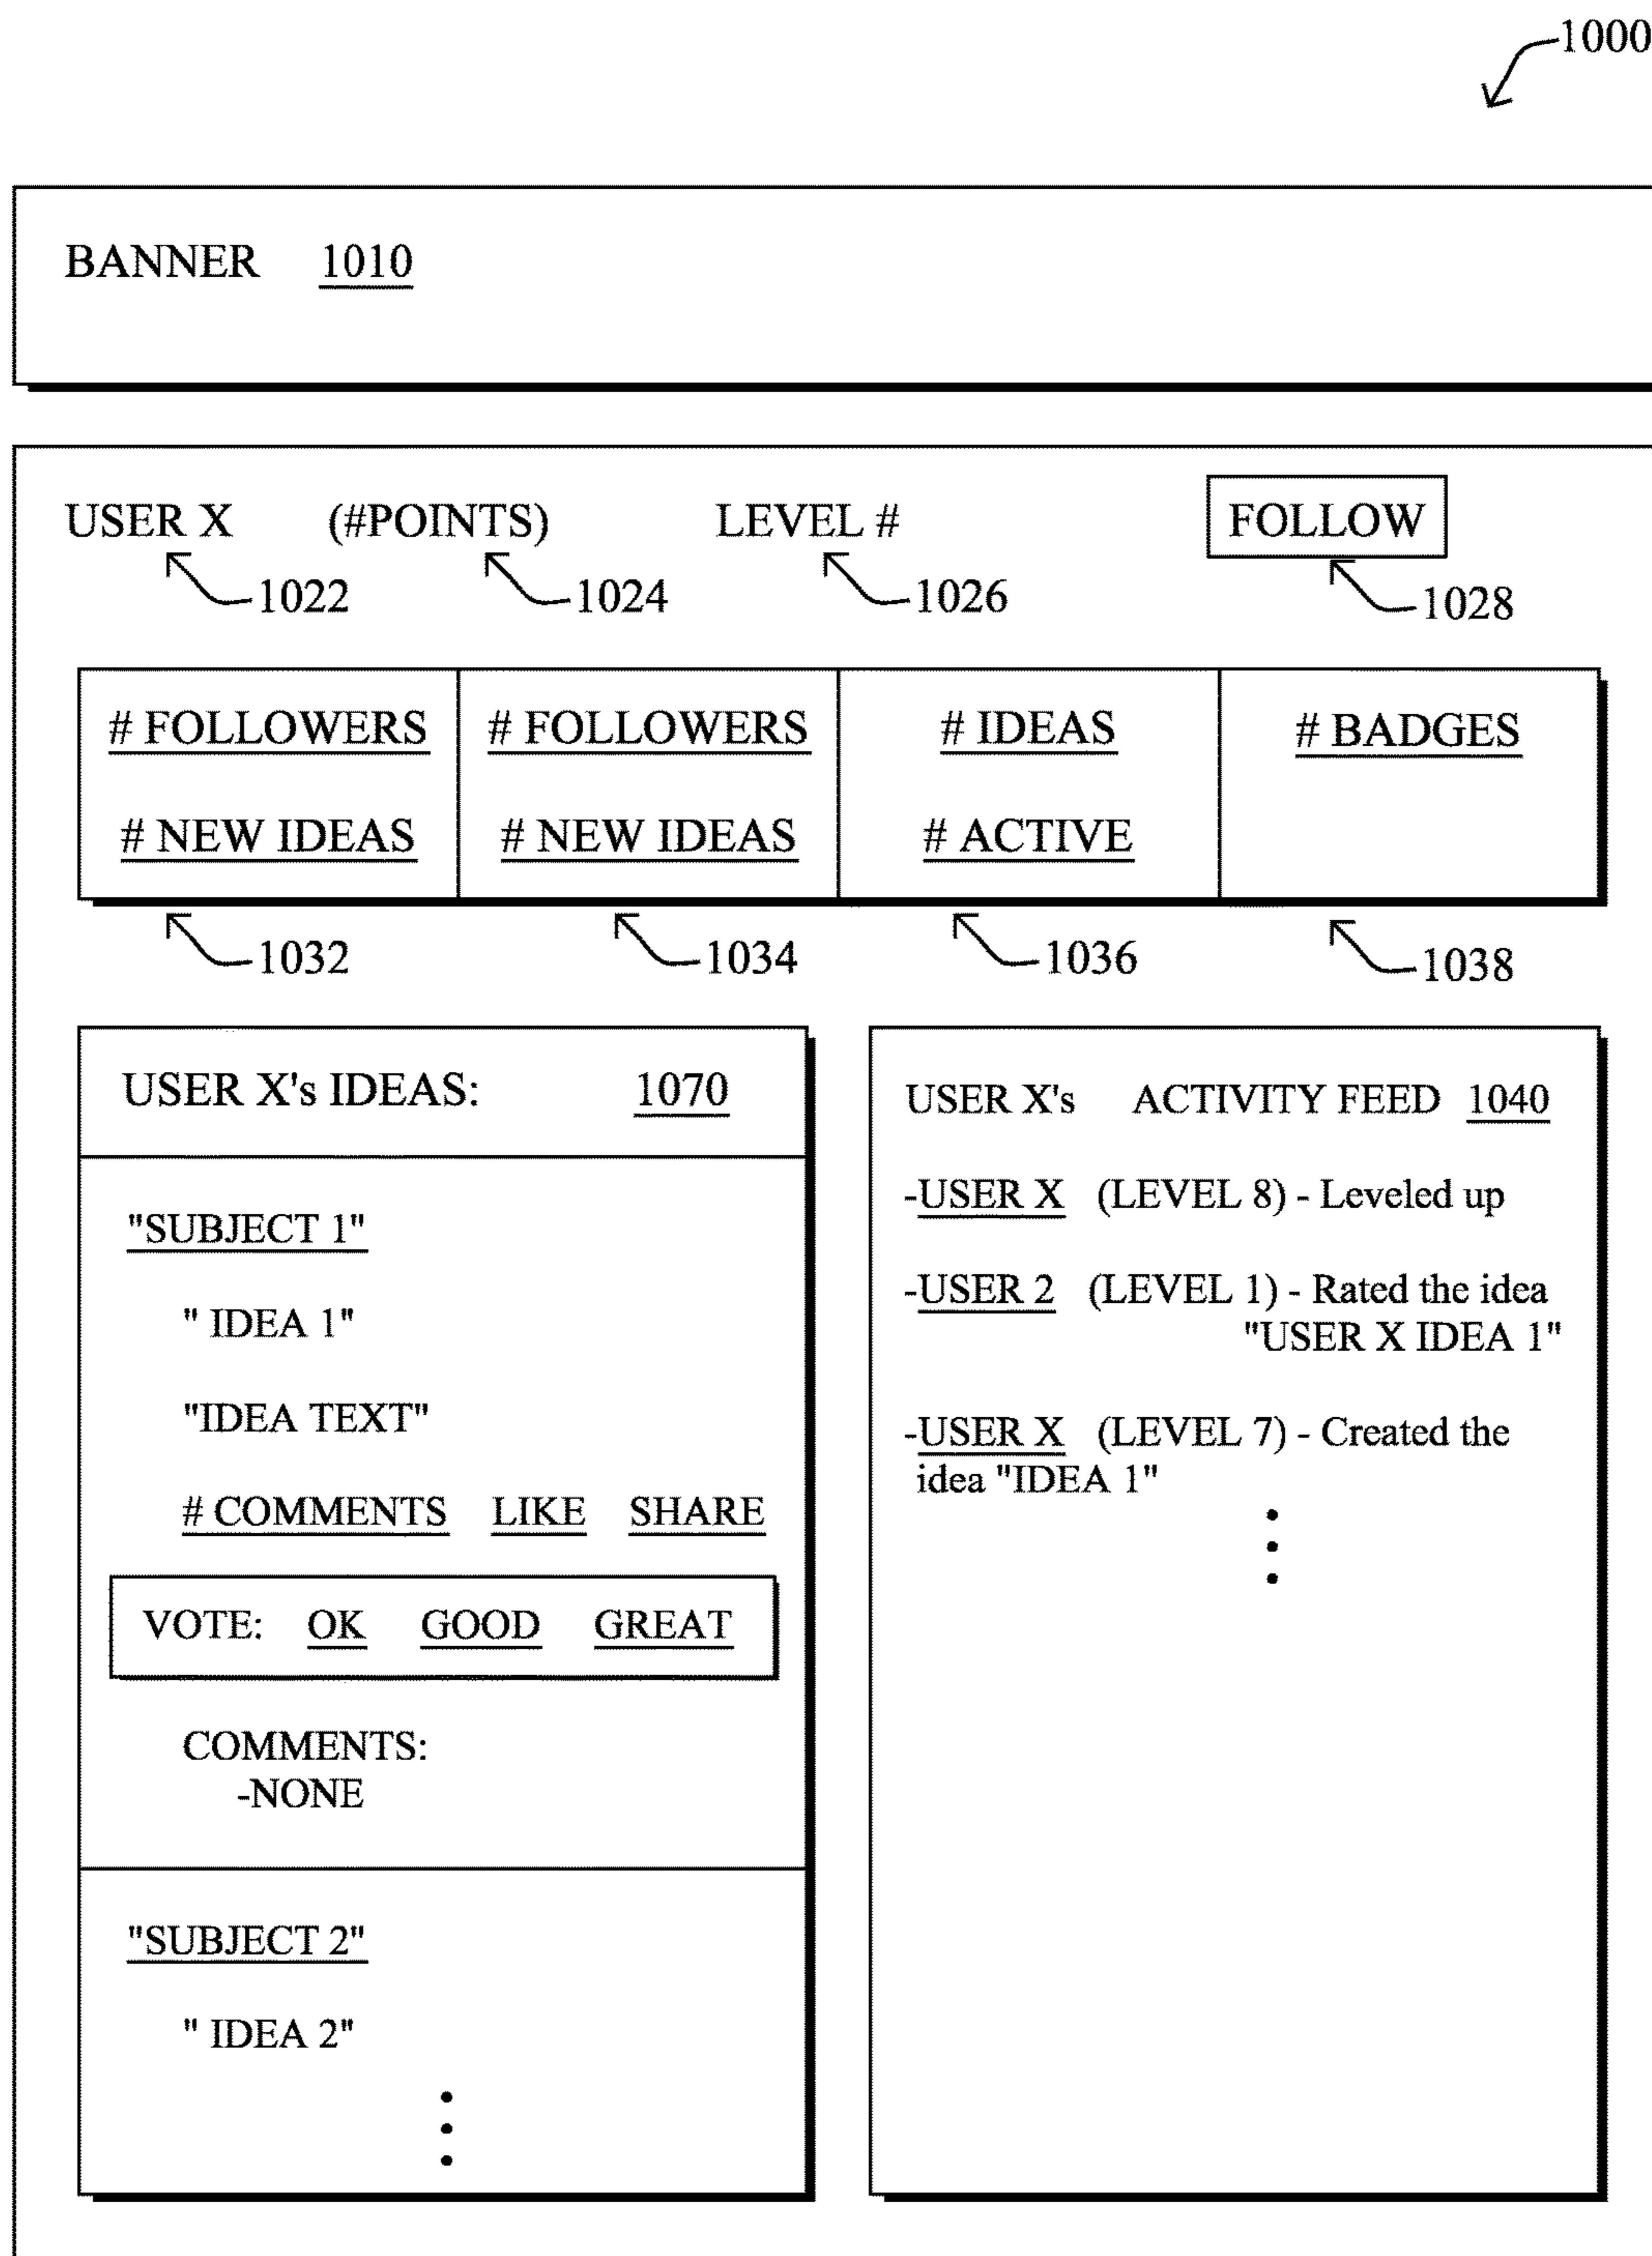 1000
BANNER 1010
USER X (#POINTS) LEVEL # FOLLOW
1022 1024 1026 1028
# FOLLOWERS # FOLLOWERS # IDEAS # BADGES
# NEW IDEAS # NEW IDEAS # ACTIVE
1032 1034 1036 1038
USER X's IDEAS: 1070
"SUBJECT 1"
" IDEA 1"
"IDEA TEXT"
# COMMENTS LIKE SHARE
VOTE: OK GOOD GREAT
COMMENTS:
-NONE
"SUBJECT 2"
" IDEA 2"
USER X's ACTIVITY FEED 1040
-USER X (LEVEL 8) - Leveled up
-USER 2 (LEVEL 1) - Rated the idea
"USER X IDEA 1"
-USER X (LEVEL 7) - Created the
idea "IDEA 1"